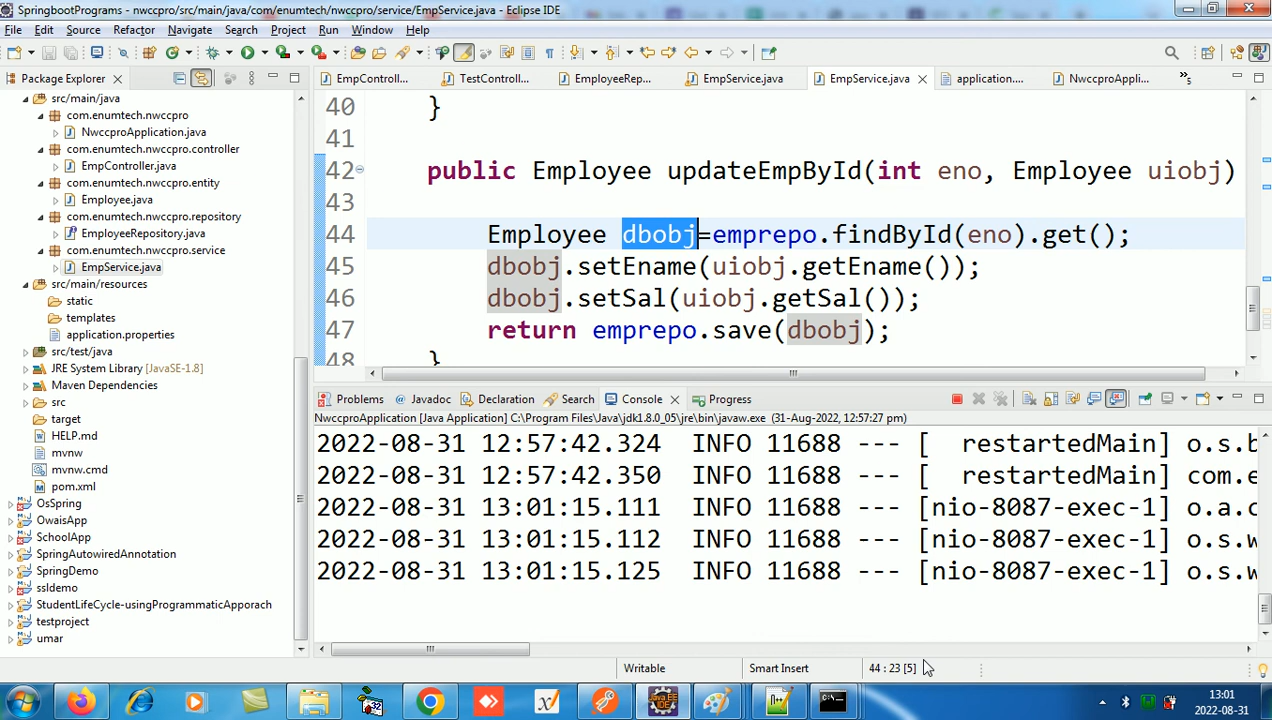 SpringbootPrograms - nwccpro/src/main/java/com/enumtech/nwccpro/service/EmpService.java - Eclipse IDE
File Edit Source Refactor Navigate Search Project Run Window Help
Package Explorer
src/main/java
com.enumtech.nwccpro
NwccproApplication.java
com.enumtech.nwccpro.controller
EmpController.java
com.enumtech.nwccpro.entity
Employee.java
com.enumtech.nwccpro.repository
EmployeeRepository.java
com.enumtech.nwccpro.service
EmpService.java
src/main/resources
static
templates
application.properties
src/test/java
JRE System Library [JavaSE-1.8]
Maven Dependencies
src
target
HELP.md
mvnw
mvnw.cmd
pom.xml
OsSpring
OwaisApp
SchoolApp
SpringAutowiredAnnotation
SpringDemo
ssldemo
StudentLifeCycle-usingProgrammaticApporach
testproject
umar
EmpControll... TestControll... EmployeeRep... EmpService.java EmpService.java application.... NwccproAppli... »5
40 }
41
42 public Employee updateEmpById(int eno, Employee uiobj)
43
44 Employee dbobj=emprepo.findById(eno).get();
45 dbobj.setEname(uiobj.getEname());
46 dbobj.setSal(uiobj.getSal());
47 return emprepo.save(dbobj);
48 }
Problems Javadoc Declaration Search Console Progress
NwccproApplication [Java Application] C:\Program Files\Java\jdk1.8.0_05\jre\bin\javaw.exe (31-Aug-2022, 12:57:27 pm)
2022-08-31 12:57:42.324 INFO 11688 --- [ restartedMain] o.s.b
2022-08-31 12:57:42.350 INFO 11688 --- [ restartedMain] com.e
2022-08-31 13:01:15.111 INFO 11688 --- [nio-8087-exec-1] o.a.c
2022-08-31 13:01:15.112 INFO 11688 --- [nio-8087-exec-1] o.s.w
2022-08-31 13:01:15.125 INFO 11688 --- [nio-8087-exec-1] o.s.w
Writable Smart Insert 44 : 23 [5]
32
Java EE IDE
13:01
2022-08-31